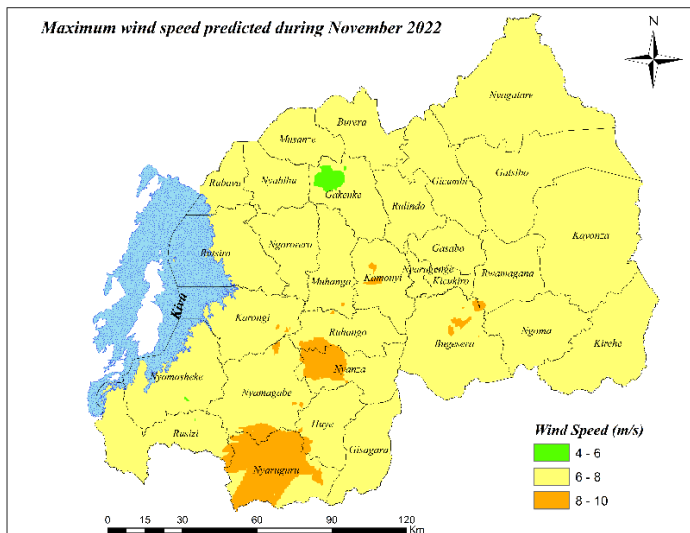 Maximum wind speed predicted during November 2022
N
Nyagatare
Burera
Musanze
Gatsibo
Rubavu
Nyabihu
Gakenke
Gicumbi
Rulindo
Kayonza
Rutsiro
Ngororero
Gasabo
Muhanga
Kamonyi
Nyarugenge
Rwamagana
Kicukiro
Kivu
Karongi
Ruhango
Bugesera
Ngoma
Kirehe
Nyanza
Nyamasheke
Nyamagabe
Huye
Rusizi
Gisagara
Nyaruguru
Wind Speed (m/s)
4 - 6
6 - 8
8 - 10
0 15 30 60 90 120
Km